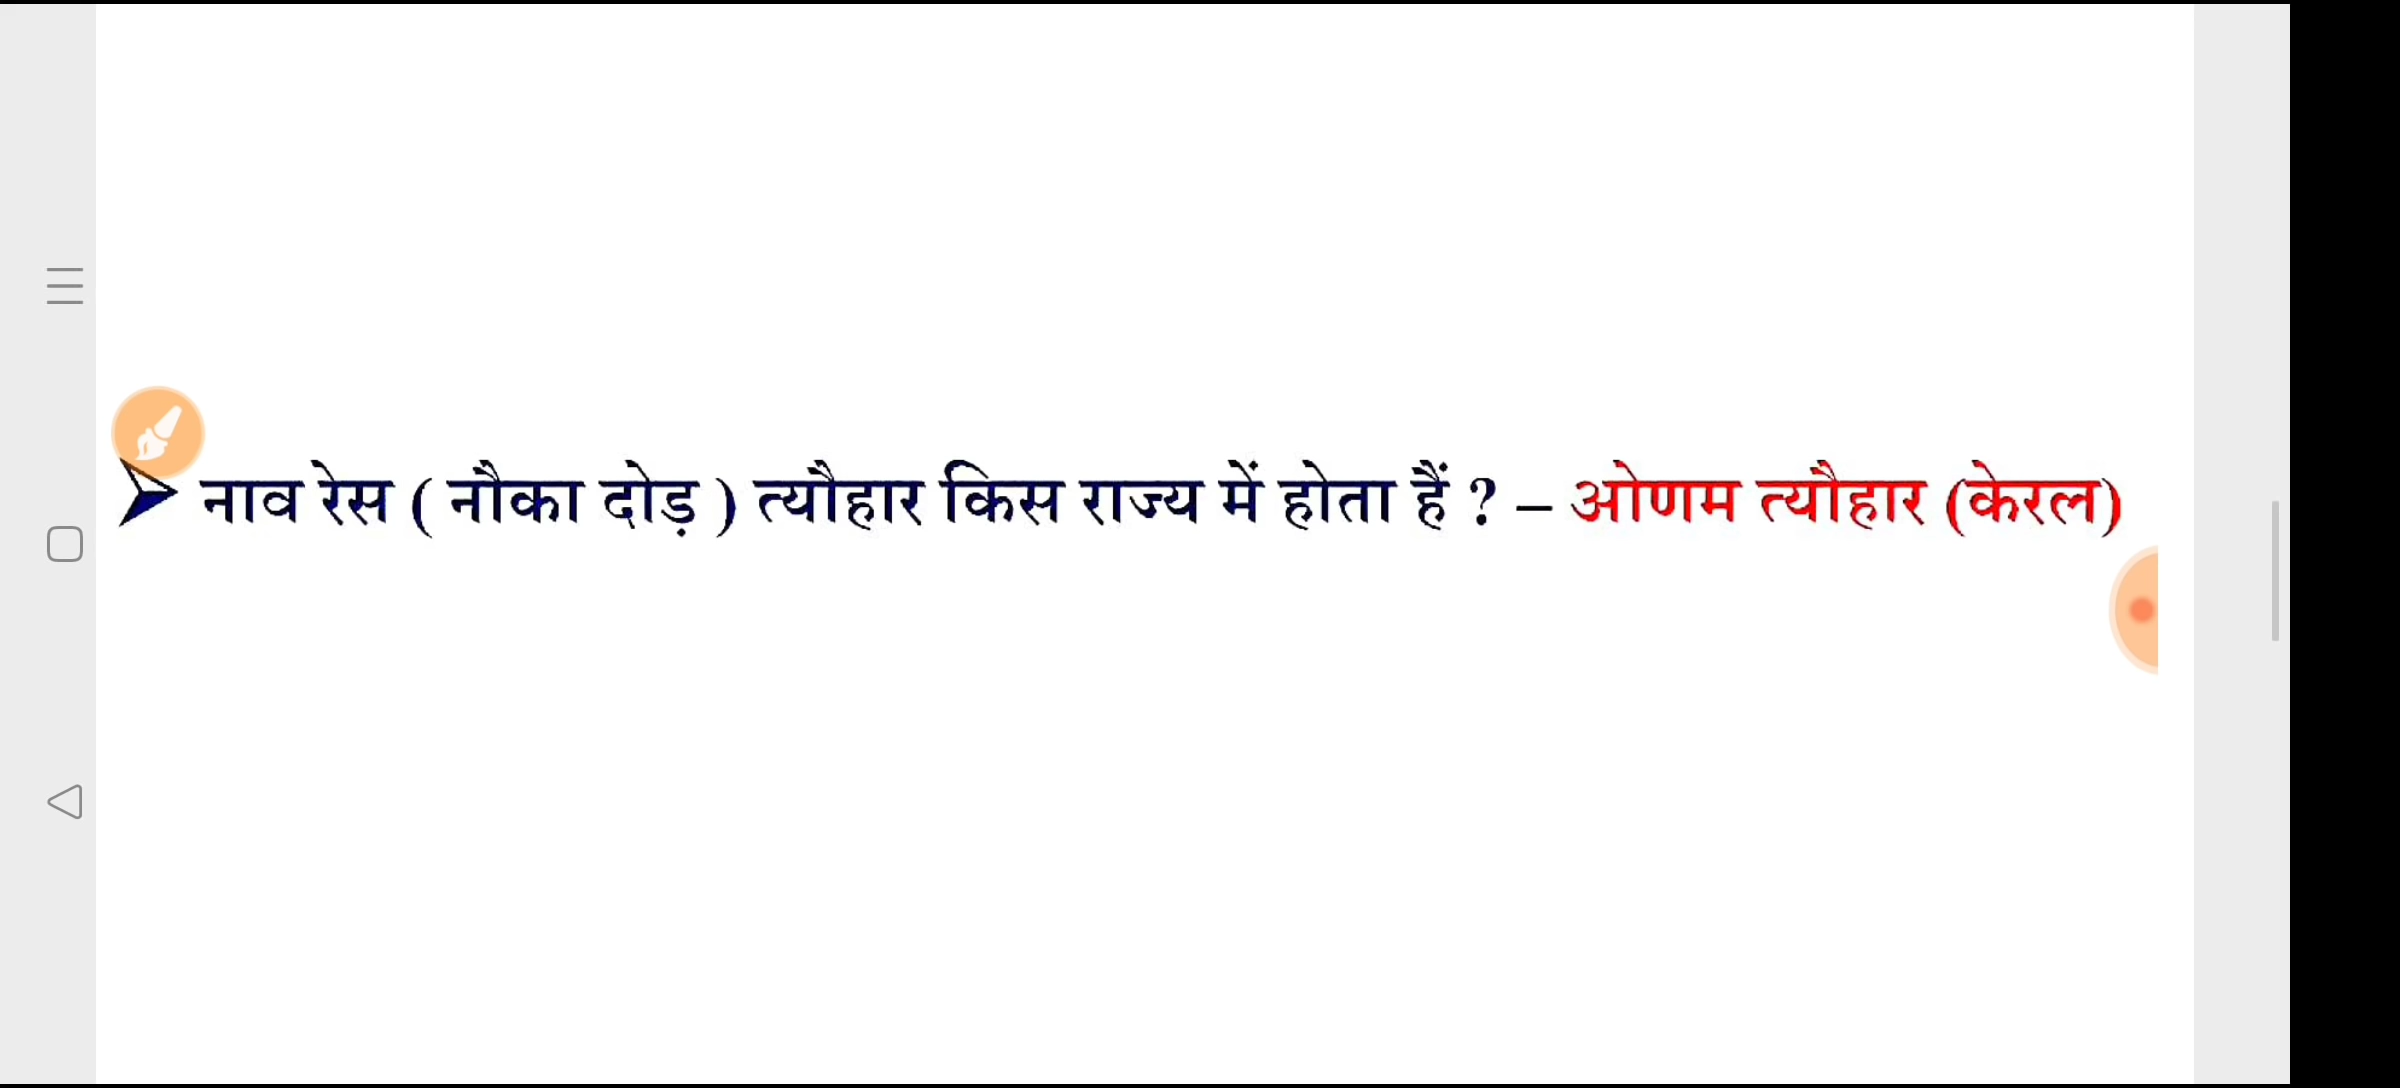 ➤ नाव रेस ( नौका दोड़ ) त्यौहार किस राज्य में होता हैं ? – ओणम त्यौहार (केरल)